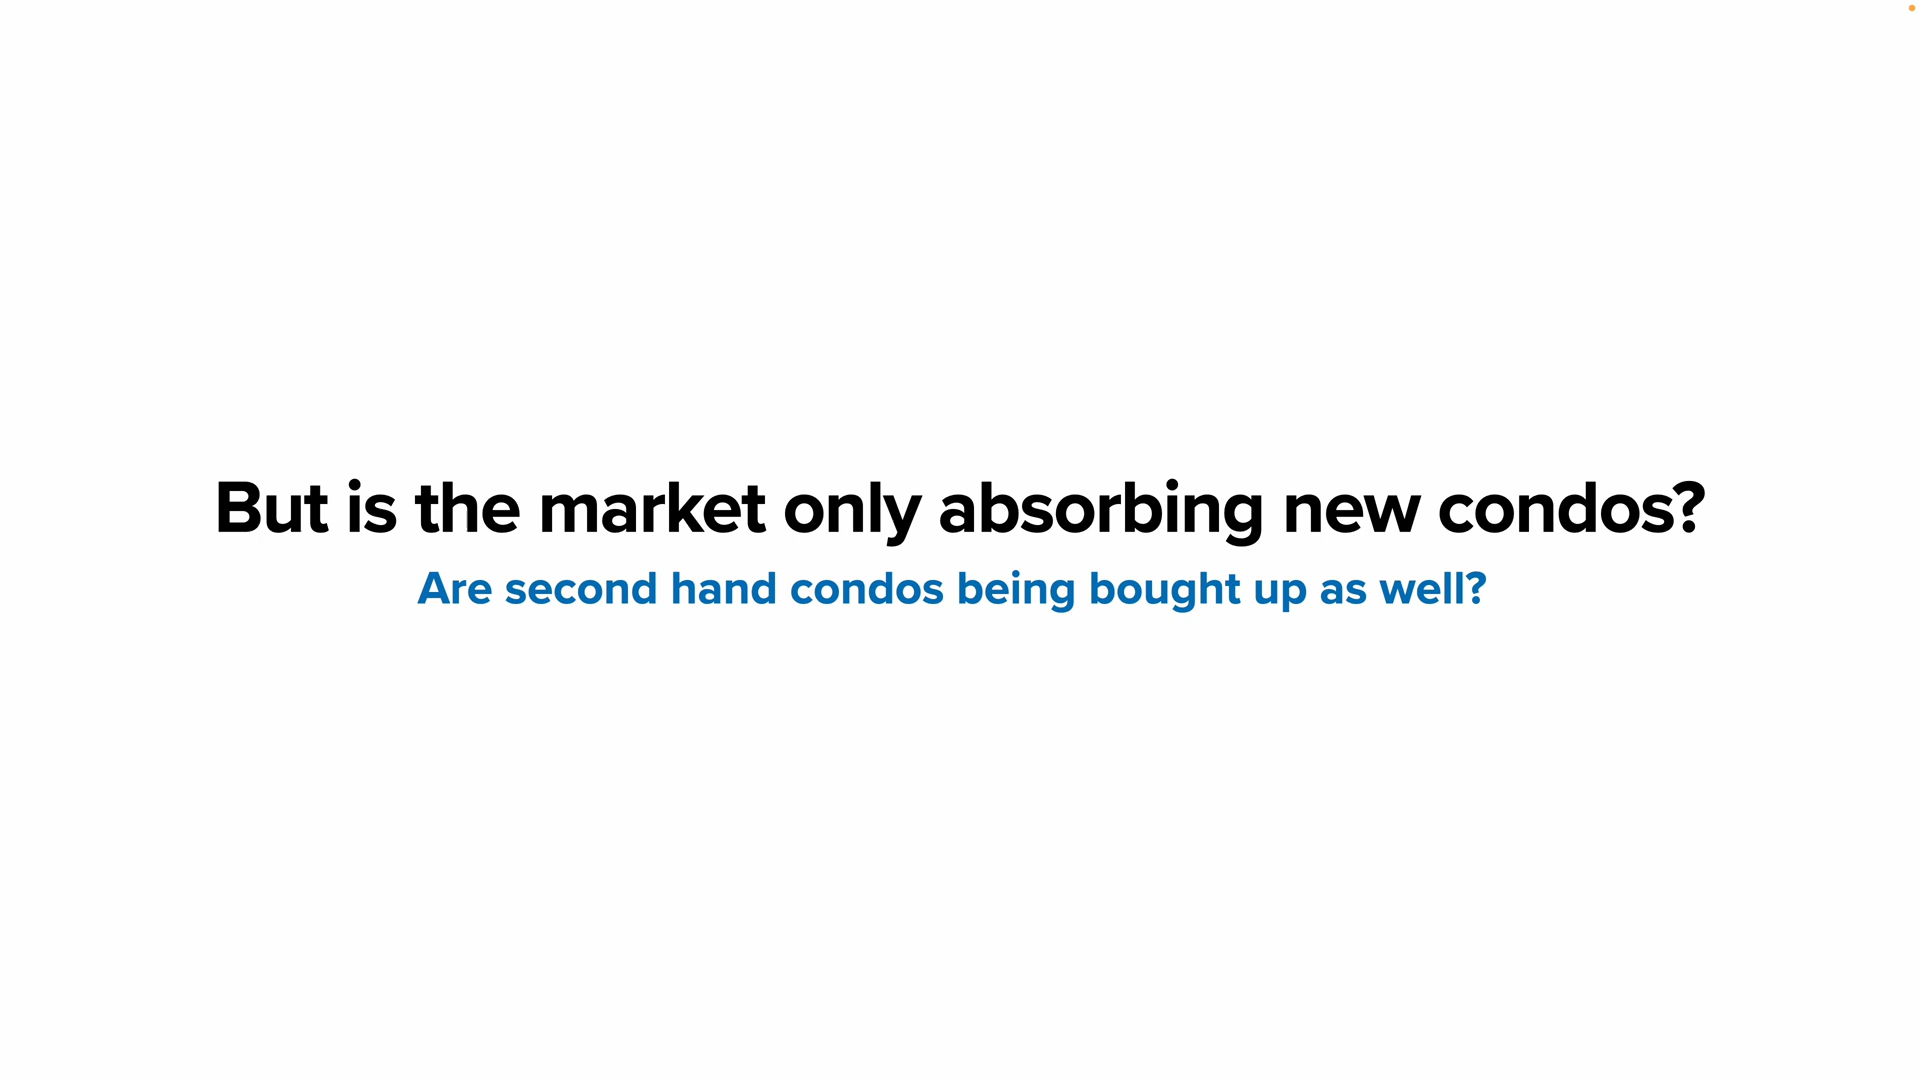 But is the market only absorbing new condos?
Are second hand condos being bought up as well?